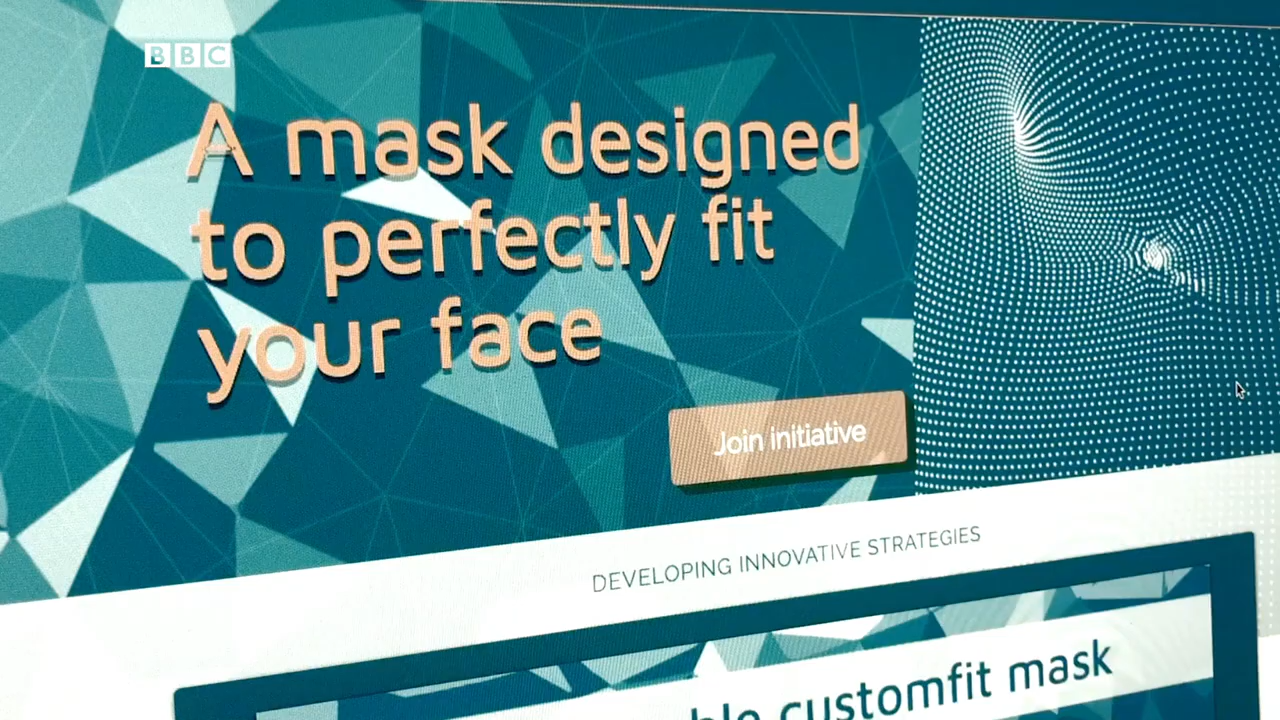 BBC
A mask designed
to perfectly fit
your face
Join initiative
DEVELOPING INNOVATIVE STRATEGIES
customfit mask